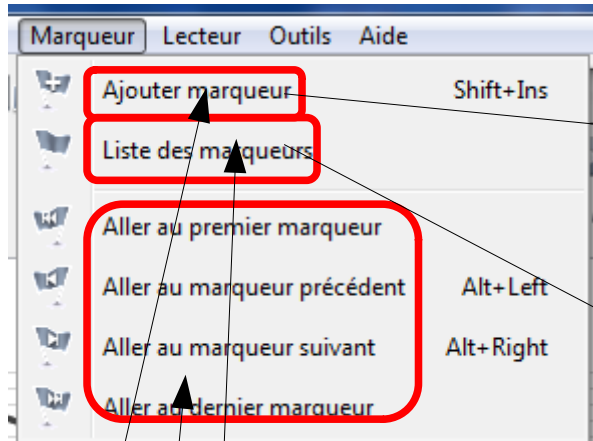 Marqueur Lecteur Outils Aide
Ajouter marqueur Shift+Ins
Liste des marqueurs
Aller au premier marqueur
Aller au marqueur précédent Alt+Left
Aller au marqueur suivant Alt+Right
Aller au dernier marqueur